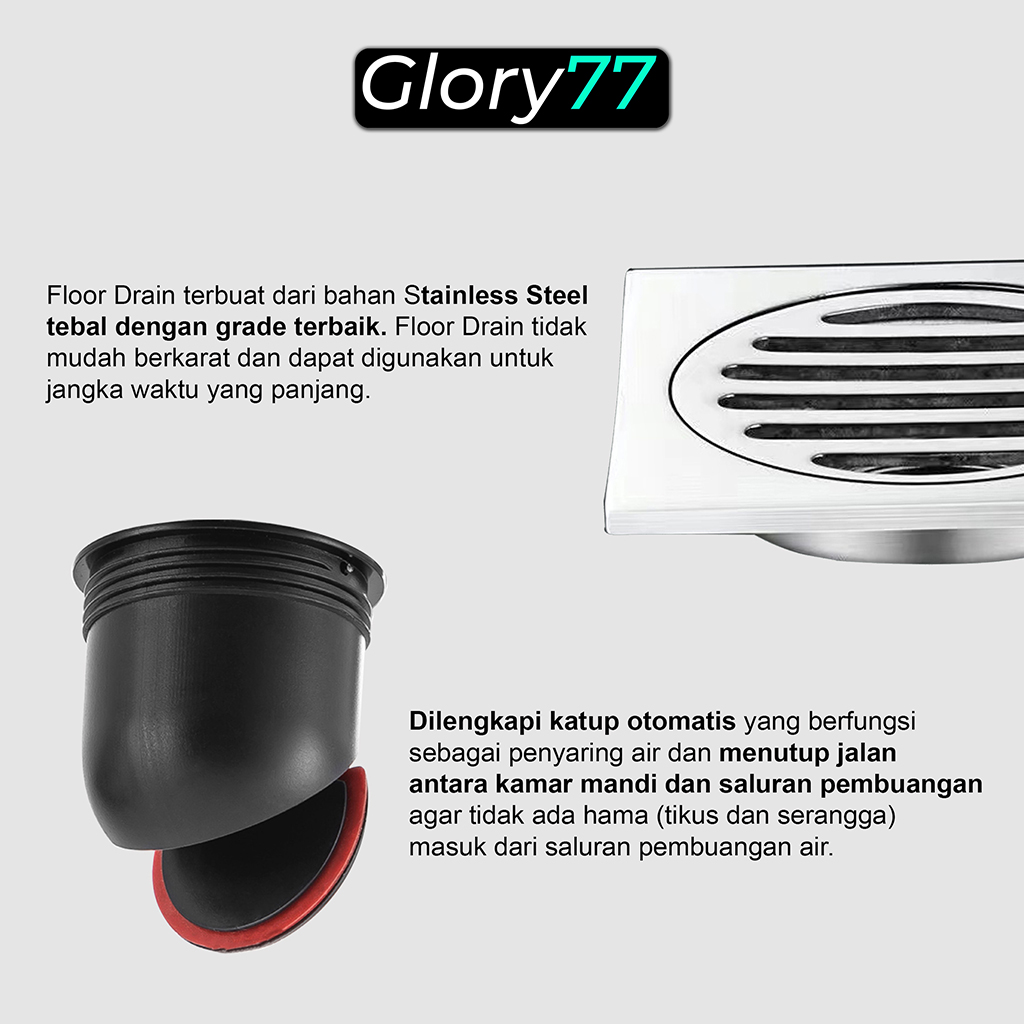 Glory77
Floor Drain terbuat dari bahan Stainless Steel
tebal dengan grade terbaik. Floor Drain tidak
mudah berkarat dan dapat digunakan untuk
jangka waktu yang panjang.
Dilengkapi katup otomatis yang berfungsi
sebagai penyaring air dan menutup jalan
antara kamar mandi dan saluran pembuangan
agar tidak ada hama (tikus dan serangga)
masuk dari saluran pembuangan air.